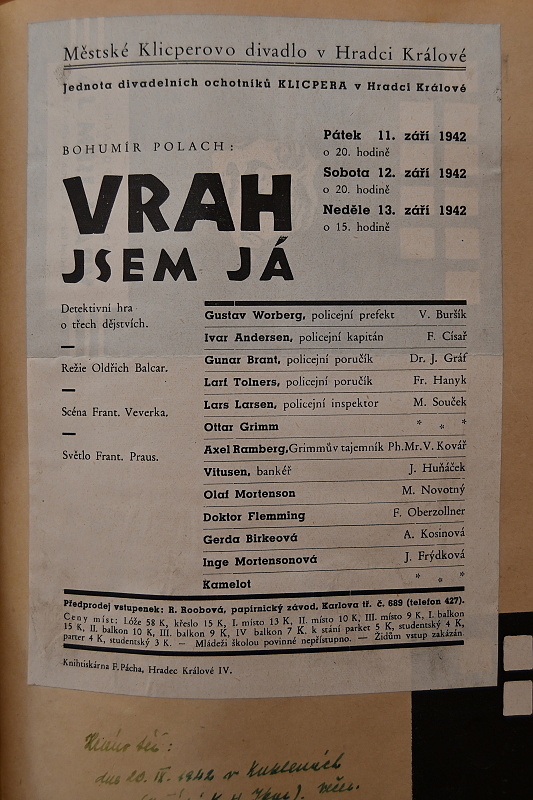 Městské Klicperovo divadlo v Hradci Králové
Jednota divadelních ochotníků KLICPERA v Hradci Králové
BOHUMÍR POLACH:
VRAH
JSEM JÁ
Pátek 11. září 1942
o 20. hodině
Sobota 12. září 1942
o 20. hodině
Neděle 13. září 1942
o 15. hodině
Detektivní hra
o třech dějstvích.
Režie Oldřich Balcar.
Scéna Frant. Veverka.
Světlo Frant. Praus.
Gustav Worberg, policejní prefekt V. Buršík
Ivar Andersen, policejní kapitán F. Císař
Gunar Brant, policejní poručík Dr. J. Gráf
Larf Tolners, policejní poručík Fr. Hanyk
Lars Larsen, policejní inspektor M. Souček
Ottar Grimm * * *
Axel Ramberg, Grimmův tajemník Ph.Mr.V. Kovář
Vitusen, bankéř J. Huňáček
Olaf Mortenson M. Novotný
Doktor Flemming F. Oberzollner
Gerda Birkeová A. Kosinová
Inge Mortensonová J. Frýdková
Kamelot * * *
Předprodej vstupenek: R. Roobová, papírnický závod, Karlova tř. č. 689 (telefon 427).
Ceny míst: Lóže 58 K, křeslo 15 K, I. místo 13 K, II. místo 10 K, III. místo 9 K, I. balkon
15 K, II. balkon 10 K, III. balkon 9 K, IV balkon 7 K. k stání parket 5 K, studentský 4 K,
parter 4 K, studentský 3 K. — Mládeži školou povinné nepřístupno. — Židům vstup zakázán.
Knihtiskárna F. Pácha, Hradec Králové IV.
dne 20. IX. 1942 v Kuklenách